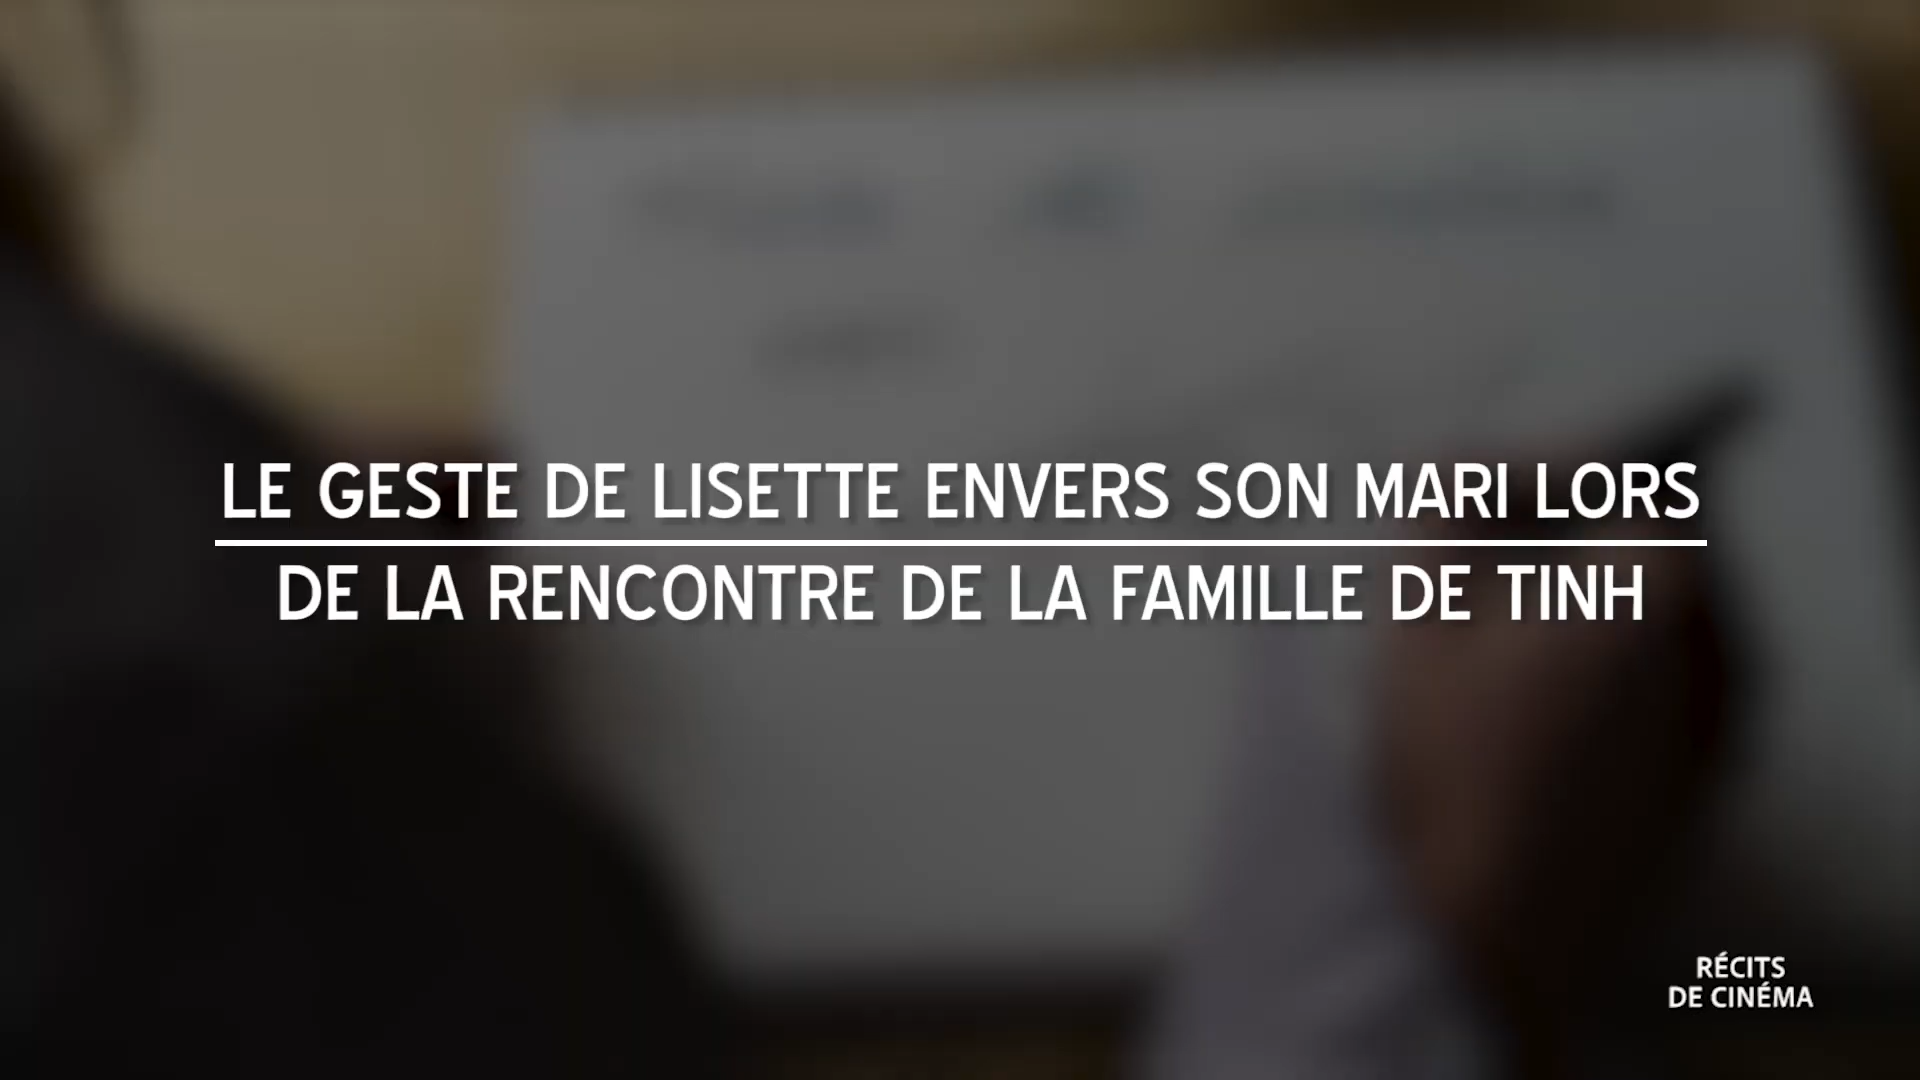 LE GESTE DE LISETTE ENVERS SON MARI LORS
DE LA RENCONTRE DE LA FAMILLE DE TINH
RÉCITS
DE CINÉMA